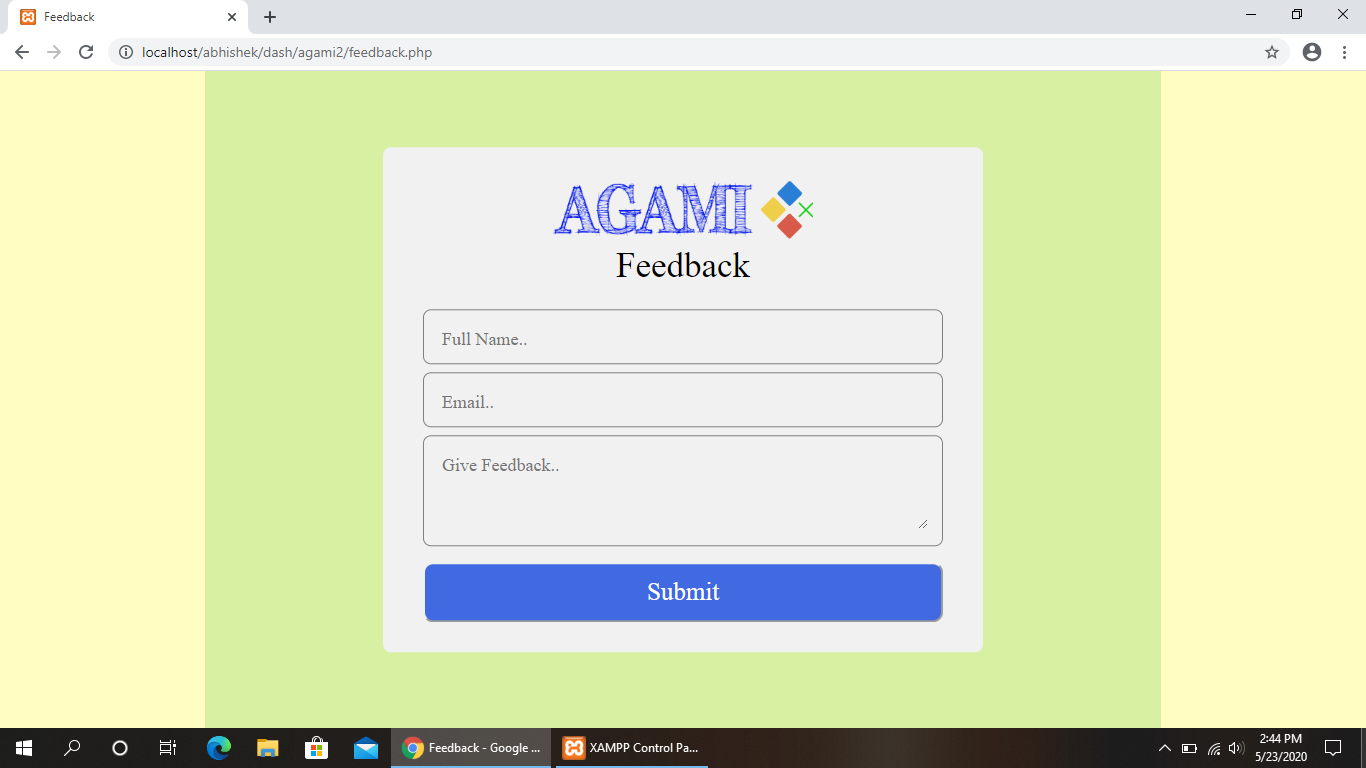 Feedback
localhost/abhishek/dash/agami2/feedback.php
AGAMI
Feedback
Full Name..
Email..
Give Feedback..
Submit
Feedback - Google ...
XAMPP Control Pa...
2:44 PM
5/23/2020